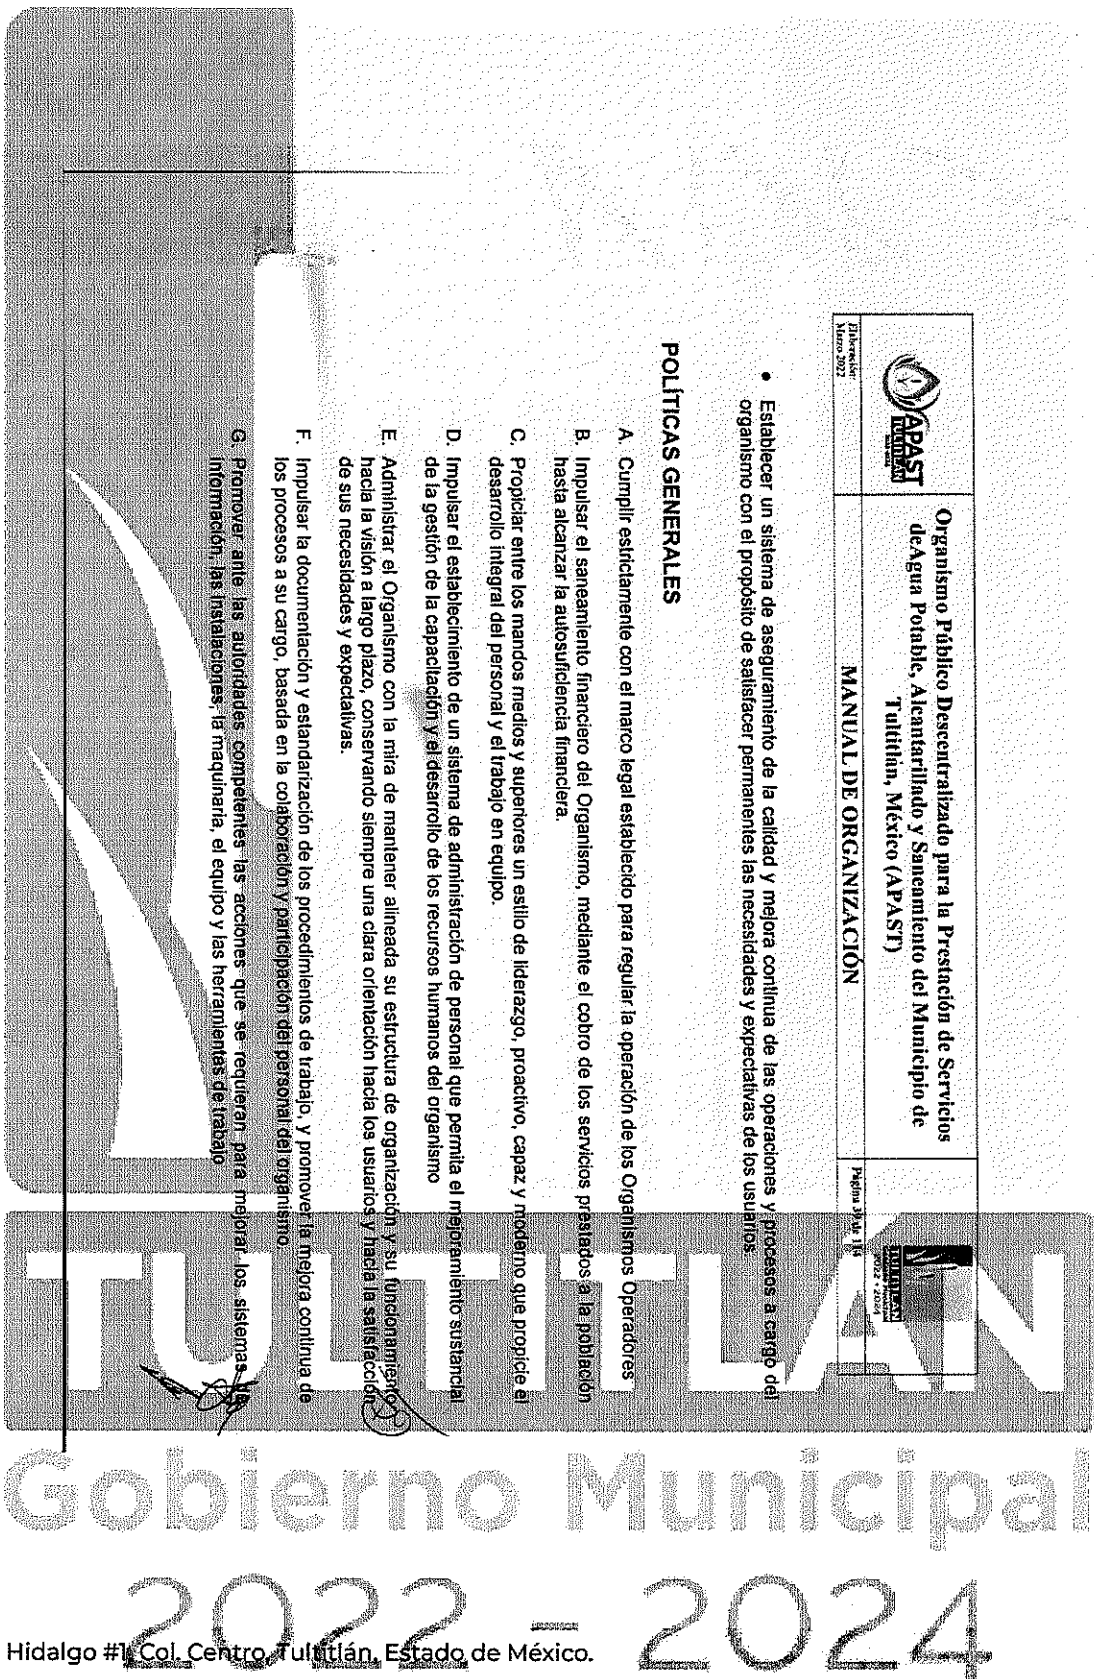 APAST
TULTITLÁN
Organismo Público Descentralizado para la Prestación de Servicios
deAgua Potable, Alcantarillado y Saneamiento del Municipio de
Tultitlán, México (APAST)
TULTITLÁN
2022 - 2024
Elaboración:
Marzo 2022
MANUAL DE ORGANIZACIÓN
Página 30 de
• Establecer un sistema de aseguramiento de la calidad y mejora continua de las operaciones y procesos a cargo del
organismo con el propósito de satisfacer permanentes las necesidades y expectativas de los usuarios.
POLÍTICAS GENERALES
A. Cumplir estrictamente con el marco legal establecido para regular la operación de los Organismos Operadores
B. Impulsar el saneamiento financiero del Organismo, mediante el cobro de los servicios prestados a la población
hasta alcanzar la autosuficiencia financiera.
C. Propiciar entre los mandos medios y superiores un estilo de liderazgo, proactivo, capaz y moderno que propicie el
desarrollo integral del personal y el trabajo en equipo.
D. Impulsar el establecimiento de un sistema de administración de personal que permita el mejoramiento sustancial
de la gestión de la capacitación y el desarrollo de los recursos humanos del organismo
E. Administrar el Organismo con la mira de mantener alineada su estructura de organización y su funcionamiento
hacia la visión a largo plazo, conservando siempre una clara orientación hacia los usuarios y hacia la satisfacción
de sus necesidades y expectativas.
F. Impulsar la documentación y estandarización de los procedimientos de trabajo, y promover la mejora continua de
los procesos a su cargo, basada en la colaboración y participación del personal del organismo.
G. Promover ante las autoridades competentes las acciones que se requieran para mejorar los sistemas de
información, las instalaciones, la maquinaria, el equipo y las herramientas de trabajo
TULTITLÁN
Gobierno Municipal
2022 - 2024
Hidalgo #1, Col. Centro, Tultitlán, Estado de México.